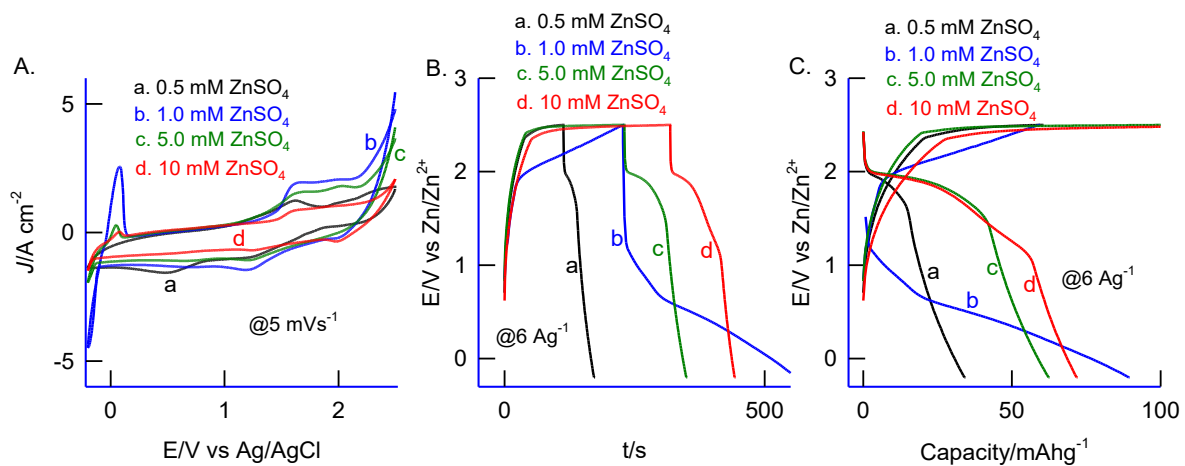 A.
a. 0.5 mM ZnSO₄
b. 1.0 mM ZnSO₄
c. 5.0 mM ZnSO₄
d. 10 mM ZnSO₄
5
0
-5
J/A cm⁻²
b
c
d
a
@5 mVs⁻¹
0
1
2
E/V vs Ag/AgCl
a. 0.5 mM ZnSO₄
b. 1.0 mM ZnSO₄
c. 5.0 mM ZnSO₄
d. 10 mM ZnSO₄
B.
3
2
1
0
E/V vs Zn/Zn²⁺
a
b
c
d
@6 Ag⁻¹
0
500
t/s
a. 0.5 mM ZnSO₄
b. 1.0 mM ZnSO₄
c. 5.0 mM ZnSO₄
d. 10 mM ZnSO₄
C.
3
2
1
0
E/V vs Zn/Zn²⁺
a
b
c
d
@6 Ag⁻¹
0
50
100
Capacity/mAhg⁻¹